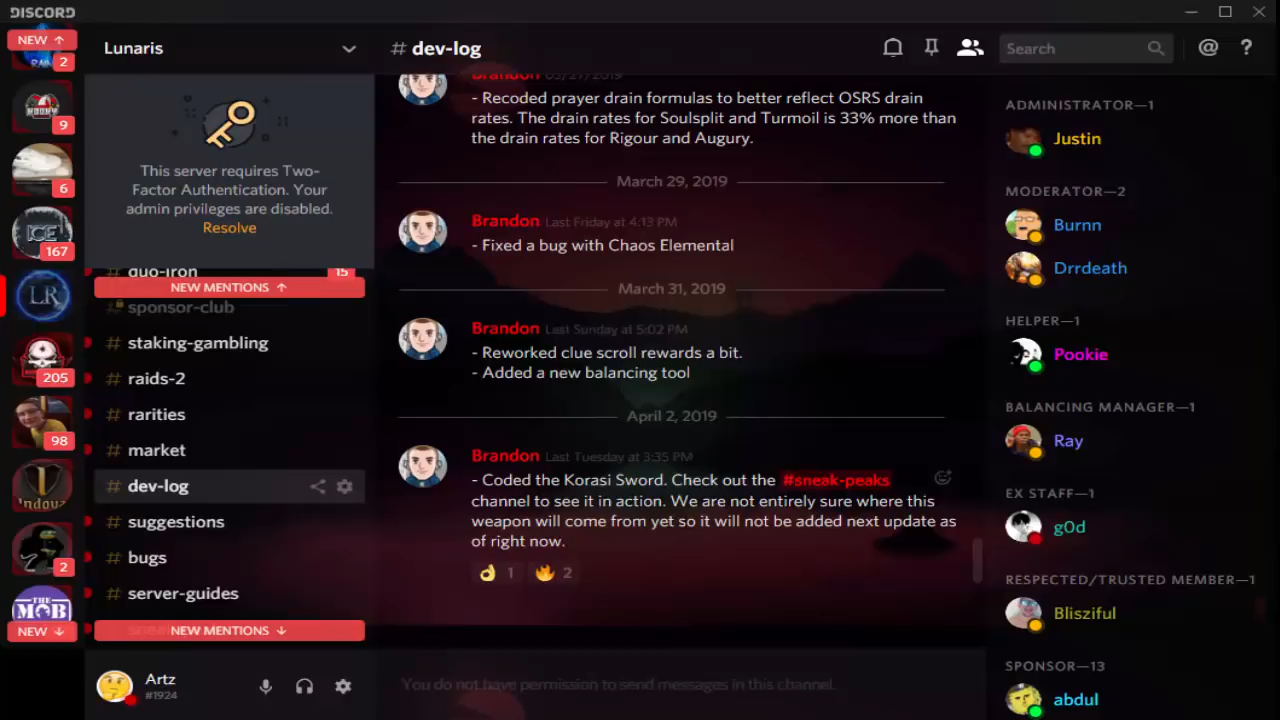 DISCORD
NEW ↑
2
9
6
ICE
167
LR
205
98
2
THE
MOB
NEW ↓
Lunaris
This server requires Two-
Factor Authentication. Your
admin privileges are disabled.
Resolve
duo-iron 15
NEW MENTIONS ↑
sponsor-club
# staking-gambling
# raids-2
# rarities
# market
# dev-log
# suggestions
# bugs
# server-guides
NEW MENTIONS ↓
Artz
#1924
# dev-log
Search
@ ?
Brandon 03/27/2019
- Recoded prayer drain formulas to better reflect OSRS drain
rates. The drain rates for Soulsplit and Turmoil is 33% more than
the drain rates for Rigour and Augury.
March 29, 2019
Brandon Last Friday at 4:13 PM
- Fixed a bug with Chaos Elemental
March 31, 2019
Brandon Last Sunday at 5:02 PM
- Reworked clue scroll rewards a bit.
- Added a new balancing tool
April 2, 2019
Brandon Last Tuesday at 3:35 PM
- Coded the Korasi Sword. Check out the #sneak-peaks
channel to see it in action. We are not entirely sure where this
weapon will come from yet so it will not be added next update as
of right now.
👌 1 🔥 2
You do not have permission to send messages in this channel.
ADMINISTRATOR—1
Justin
MODERATOR—2
Burnn
Drrdeath
HELPER—1
Pookie
BALANCING MANAGER—1
Ray
EX STAFF—1
g0d
RESPECTED/TRUSTED MEMBER—1
Blisziful
SPONSOR—13
abdul